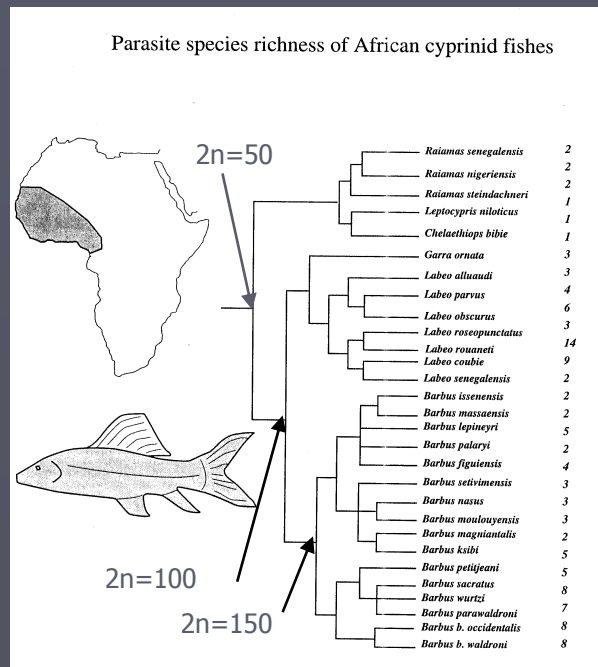 Parasite species richness of African cyprinid fishes
2n=50
Raiamas senegalensis 2
Raiamas nigeriensis 2
Raiamas steindachneri 2
Leptocypris niloticus 1
Chelaethiops bibie 1
Garra ornata 1
Labeo alluaudi 3
Labeo parvus 3
Labeo obscurus 4
Labeo roseopunctatus 6
Labeo rouaneti 3
Labeo coubie 14
Labeo senegalensis 9
Barbus issenensis 2
Barbus massaensis 2
Barbus lepineyri 2
Barbus palaryi 5
Barbus figuiensis 2
Barbus setivimensis 4
Barbus nasus 3
Barbus moulouyensis 3
Barbus magniantalis 3
Barbus ksibi 2
Barbus petitjeani 5
Barbus sacratus 5
Barbus wurtzi 8
Barbus parawaldroni 7
Barbus b. occidentalis 8
Barbus b. waldroni 8
2n=100
2n=150